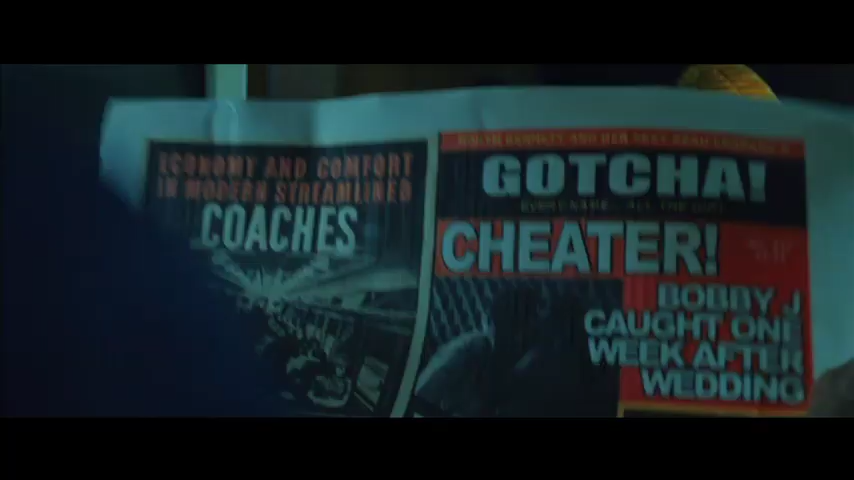 ECONOMY AND COMFORT
IN MODERN STREAMLINED
COACHES
GOTCHA!
CHEATER!
BOBBY J
CAUGHT ONE
WEEK AFTER
WEDDING